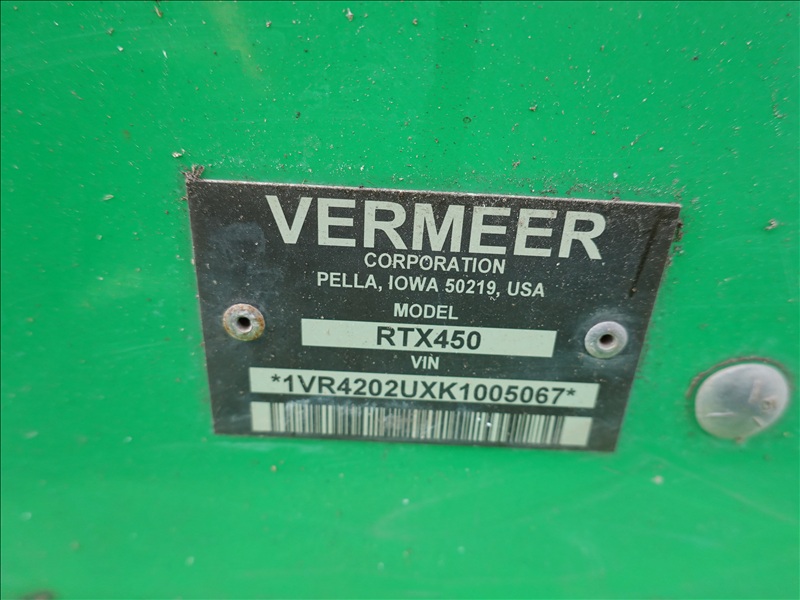 VERMEER
CORPORATION
PELLA, IOWA 50219, USA
MODEL
RTX450
VIN
*1VR4202UXK1005067*